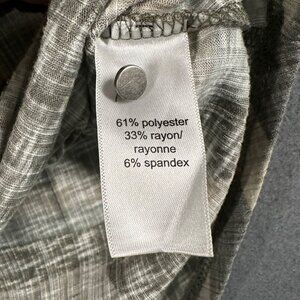 61% polyester
33% rayon/
rayonne
6% spandex